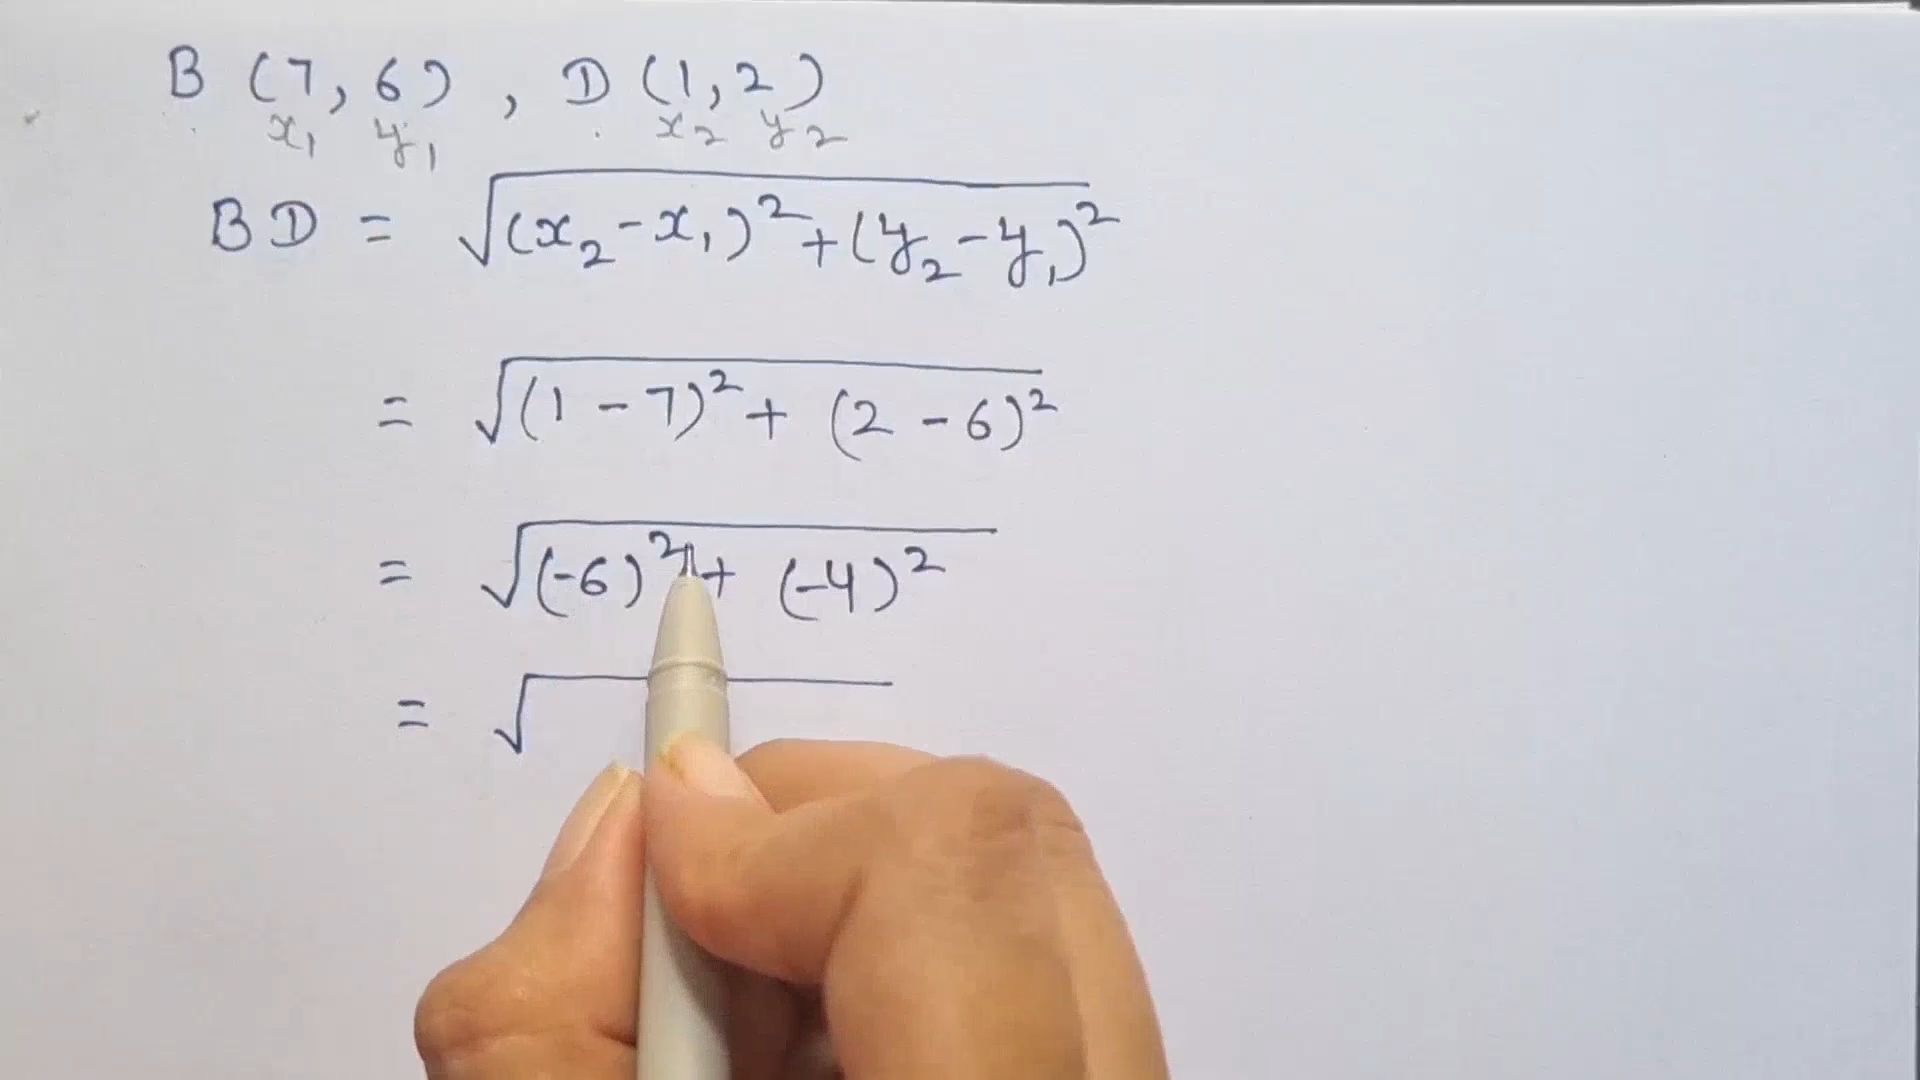 B (7, 6) , D (1, 2)
x₁ y₁ x₂ y₂
BD = √(x₂-x₁)²+(y₂-y₁)²
= √(1-7)²+ (2-6)²
= √(-6)²+ (-4)²
= √